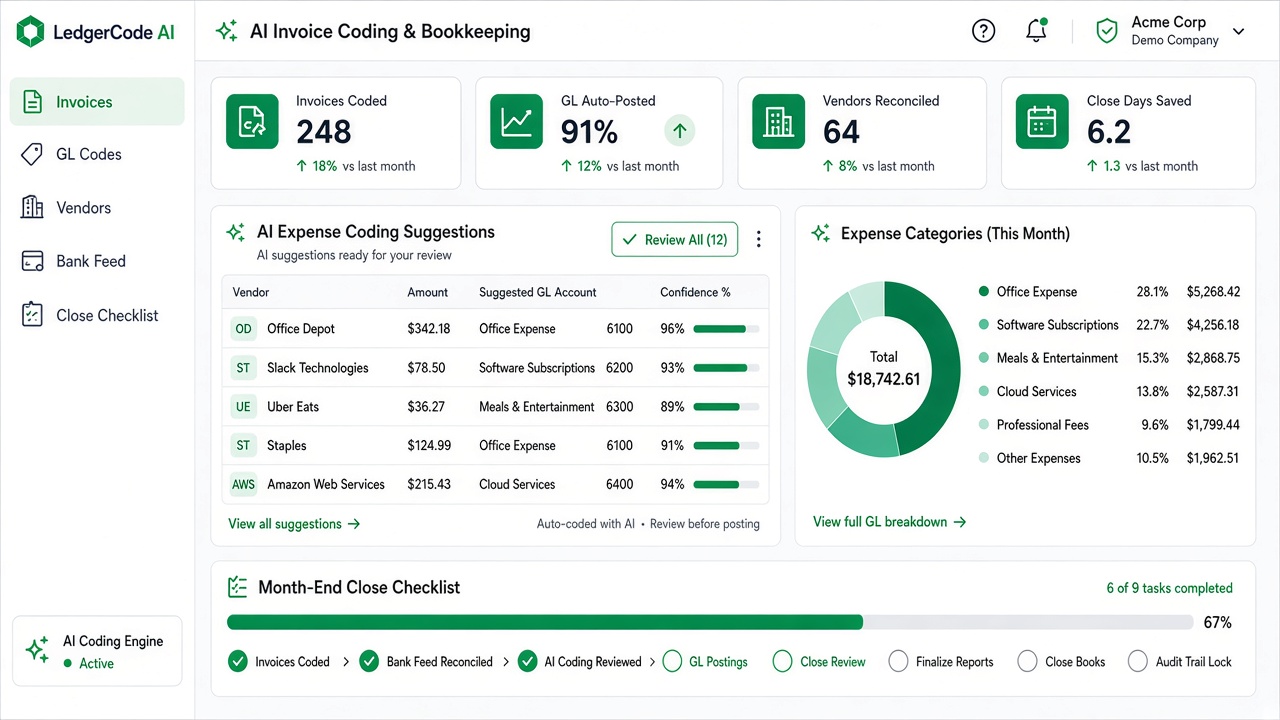 LedgerCode AI
AI Invoice Coding & Bookkeeping
Acme Corp
Demo Company
Invoices
GL Codes
Vendors
Bank Feed
Close Checklist
AI Coding Engine
Active
Invoices Coded
248
↑ 18% vs last month
GL Auto-Posted
91%
↑ 12% vs last month
Vendors Reconciled
64
↑ 8% vs last month
Close Days Saved
6.2
↑ 1.3 vs last month
AI Expense Coding Suggestions
AI suggestions ready for your review
Review All (12)
Vendor Amount Suggested GL Account Confidence %
OD Office Depot $342.18 Office Expense 6100 96%
ST Slack Technologies $78.50 Software Subscriptions 6200 93%
UE Uber Eats $36.27 Meals & Entertainment 6300 89%
ST Staples $124.99 Office Expense 6100 91%
AWS Amazon Web Services $215.43 Cloud Services 6400 94%
View all suggestions →
Auto-coded with AI • Review before posting
Expense Categories (This Month)
Total
$18,742.61
Office Expense 28.1% $5,268.42
Software Subscriptions 22.7% $4,256.18
Meals & Entertainment 15.3% $2,868.75
Cloud Services 13.8% $2,587.31
Professional Fees 9.6% $1,799.44
Other Expenses 10.5% $1,962.51
View full GL breakdown →
Month-End Close Checklist
6 of 9 tasks completed
67%
Invoices Coded > Bank Feed Reconciled > AI Coding Reviewed > GL Postings Close Review Finalize Reports Close Books Audit Trail Lock